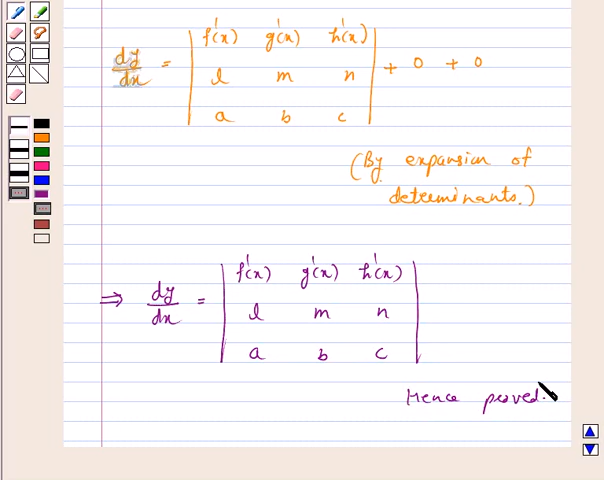 dy/dx = | f'(x) g'(x) h'(x) |
| l m n | + 0 + 0
| a b c |
(By expansion of
determinants.)
⇒ dy/dx = | f'(x) g'(x) h'(x) |
| l m n |
| a b c |
Hence proved.